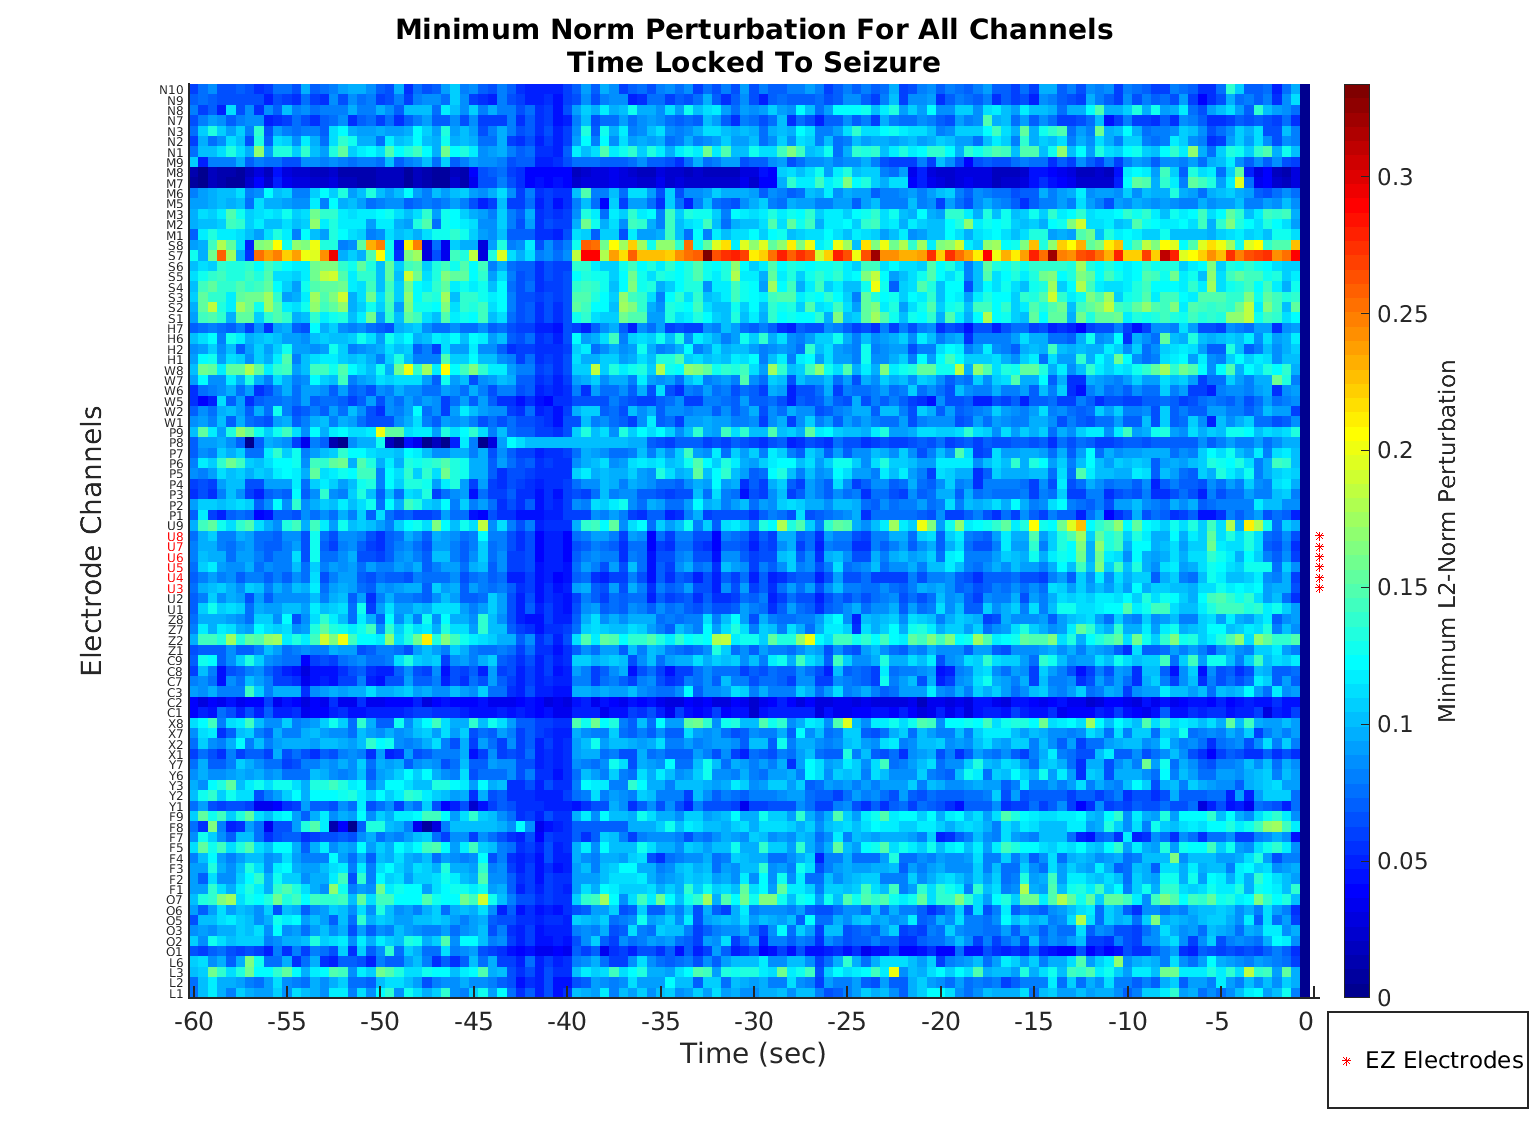 Minimum Norm Perturbation For All Channels
Time Locked To Seizure
Electrode Channels
N10
N9
N8
N7
N3
N2
N1
M9
M8
M7
M6
M5
M3
M2
M1
S8
S7
S6
S5
S4
S3
S2
S1
H7
H6
H2
H1
W8
W7
W6
W5
W2
W1
P9
P8
P7
P6
P5
P4
P3
P2
P1
U9
U8
U7
U6
U5
U4
U3
U2
U1
Z8
Z7
Z2
Z1
C9
C8
C7
C3
C2
C1
X8
X7
X2
X1
Y7
Y6
Y3
Y2
Y1
F9
F8
F7
F5
F4
F3
F2
F1
O7
O6
O5
O3
O2
O1
L6
L3
L2
L1
-60 -55 -50 -45 -40 -35 -30 -25 -20 -15 -10 -5 0
Time (sec)
0.3
0.25
0.2
0.15
0.1
0.05
0
Minimum L2-Norm Perturbation
* EZ Electrodes